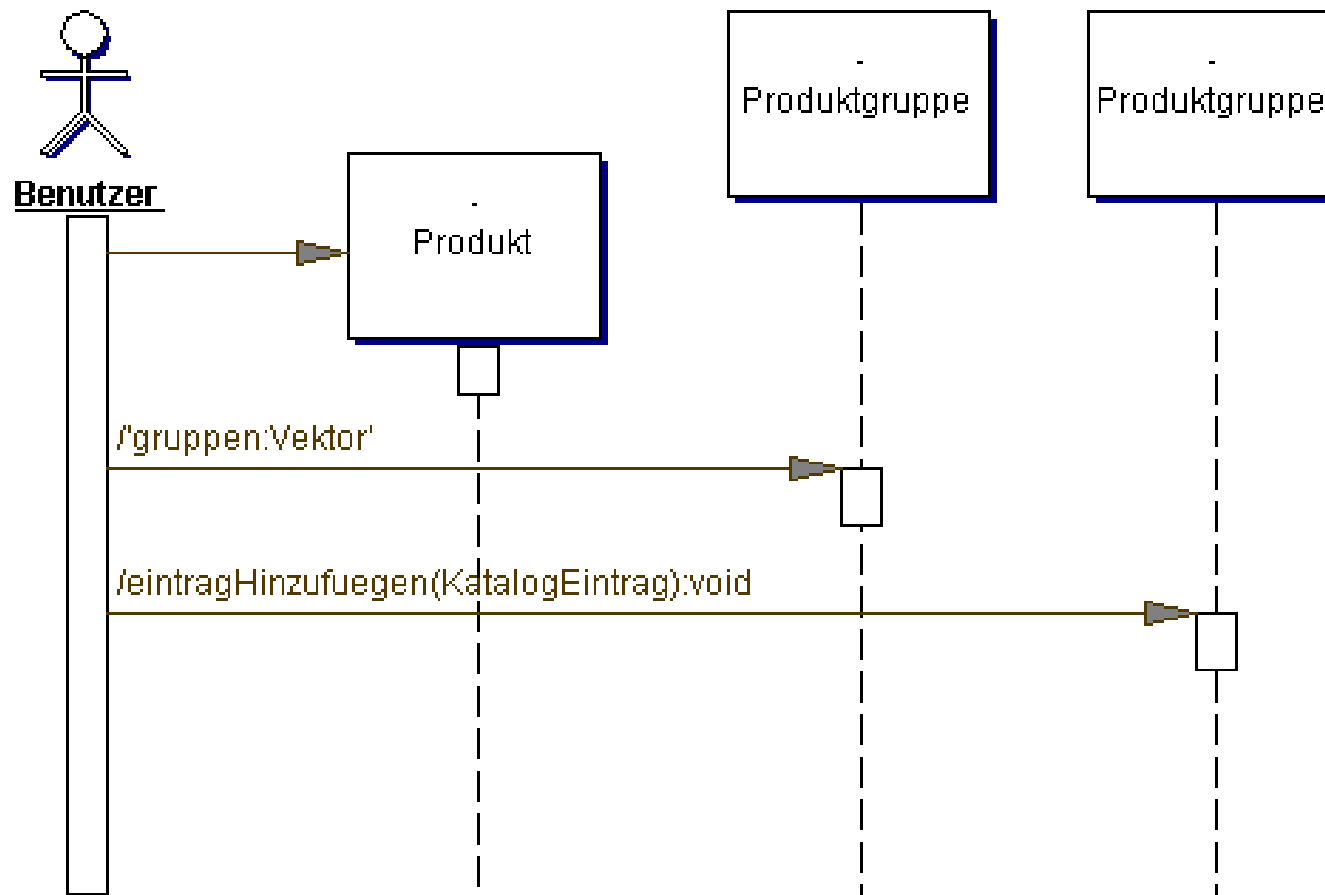 -
Produktgruppe
-
Produktgruppe
Benutzer
-
Produkt
/'gruppen:Vektor'
/eintragHinzufuegen(KatalogEintrag):void